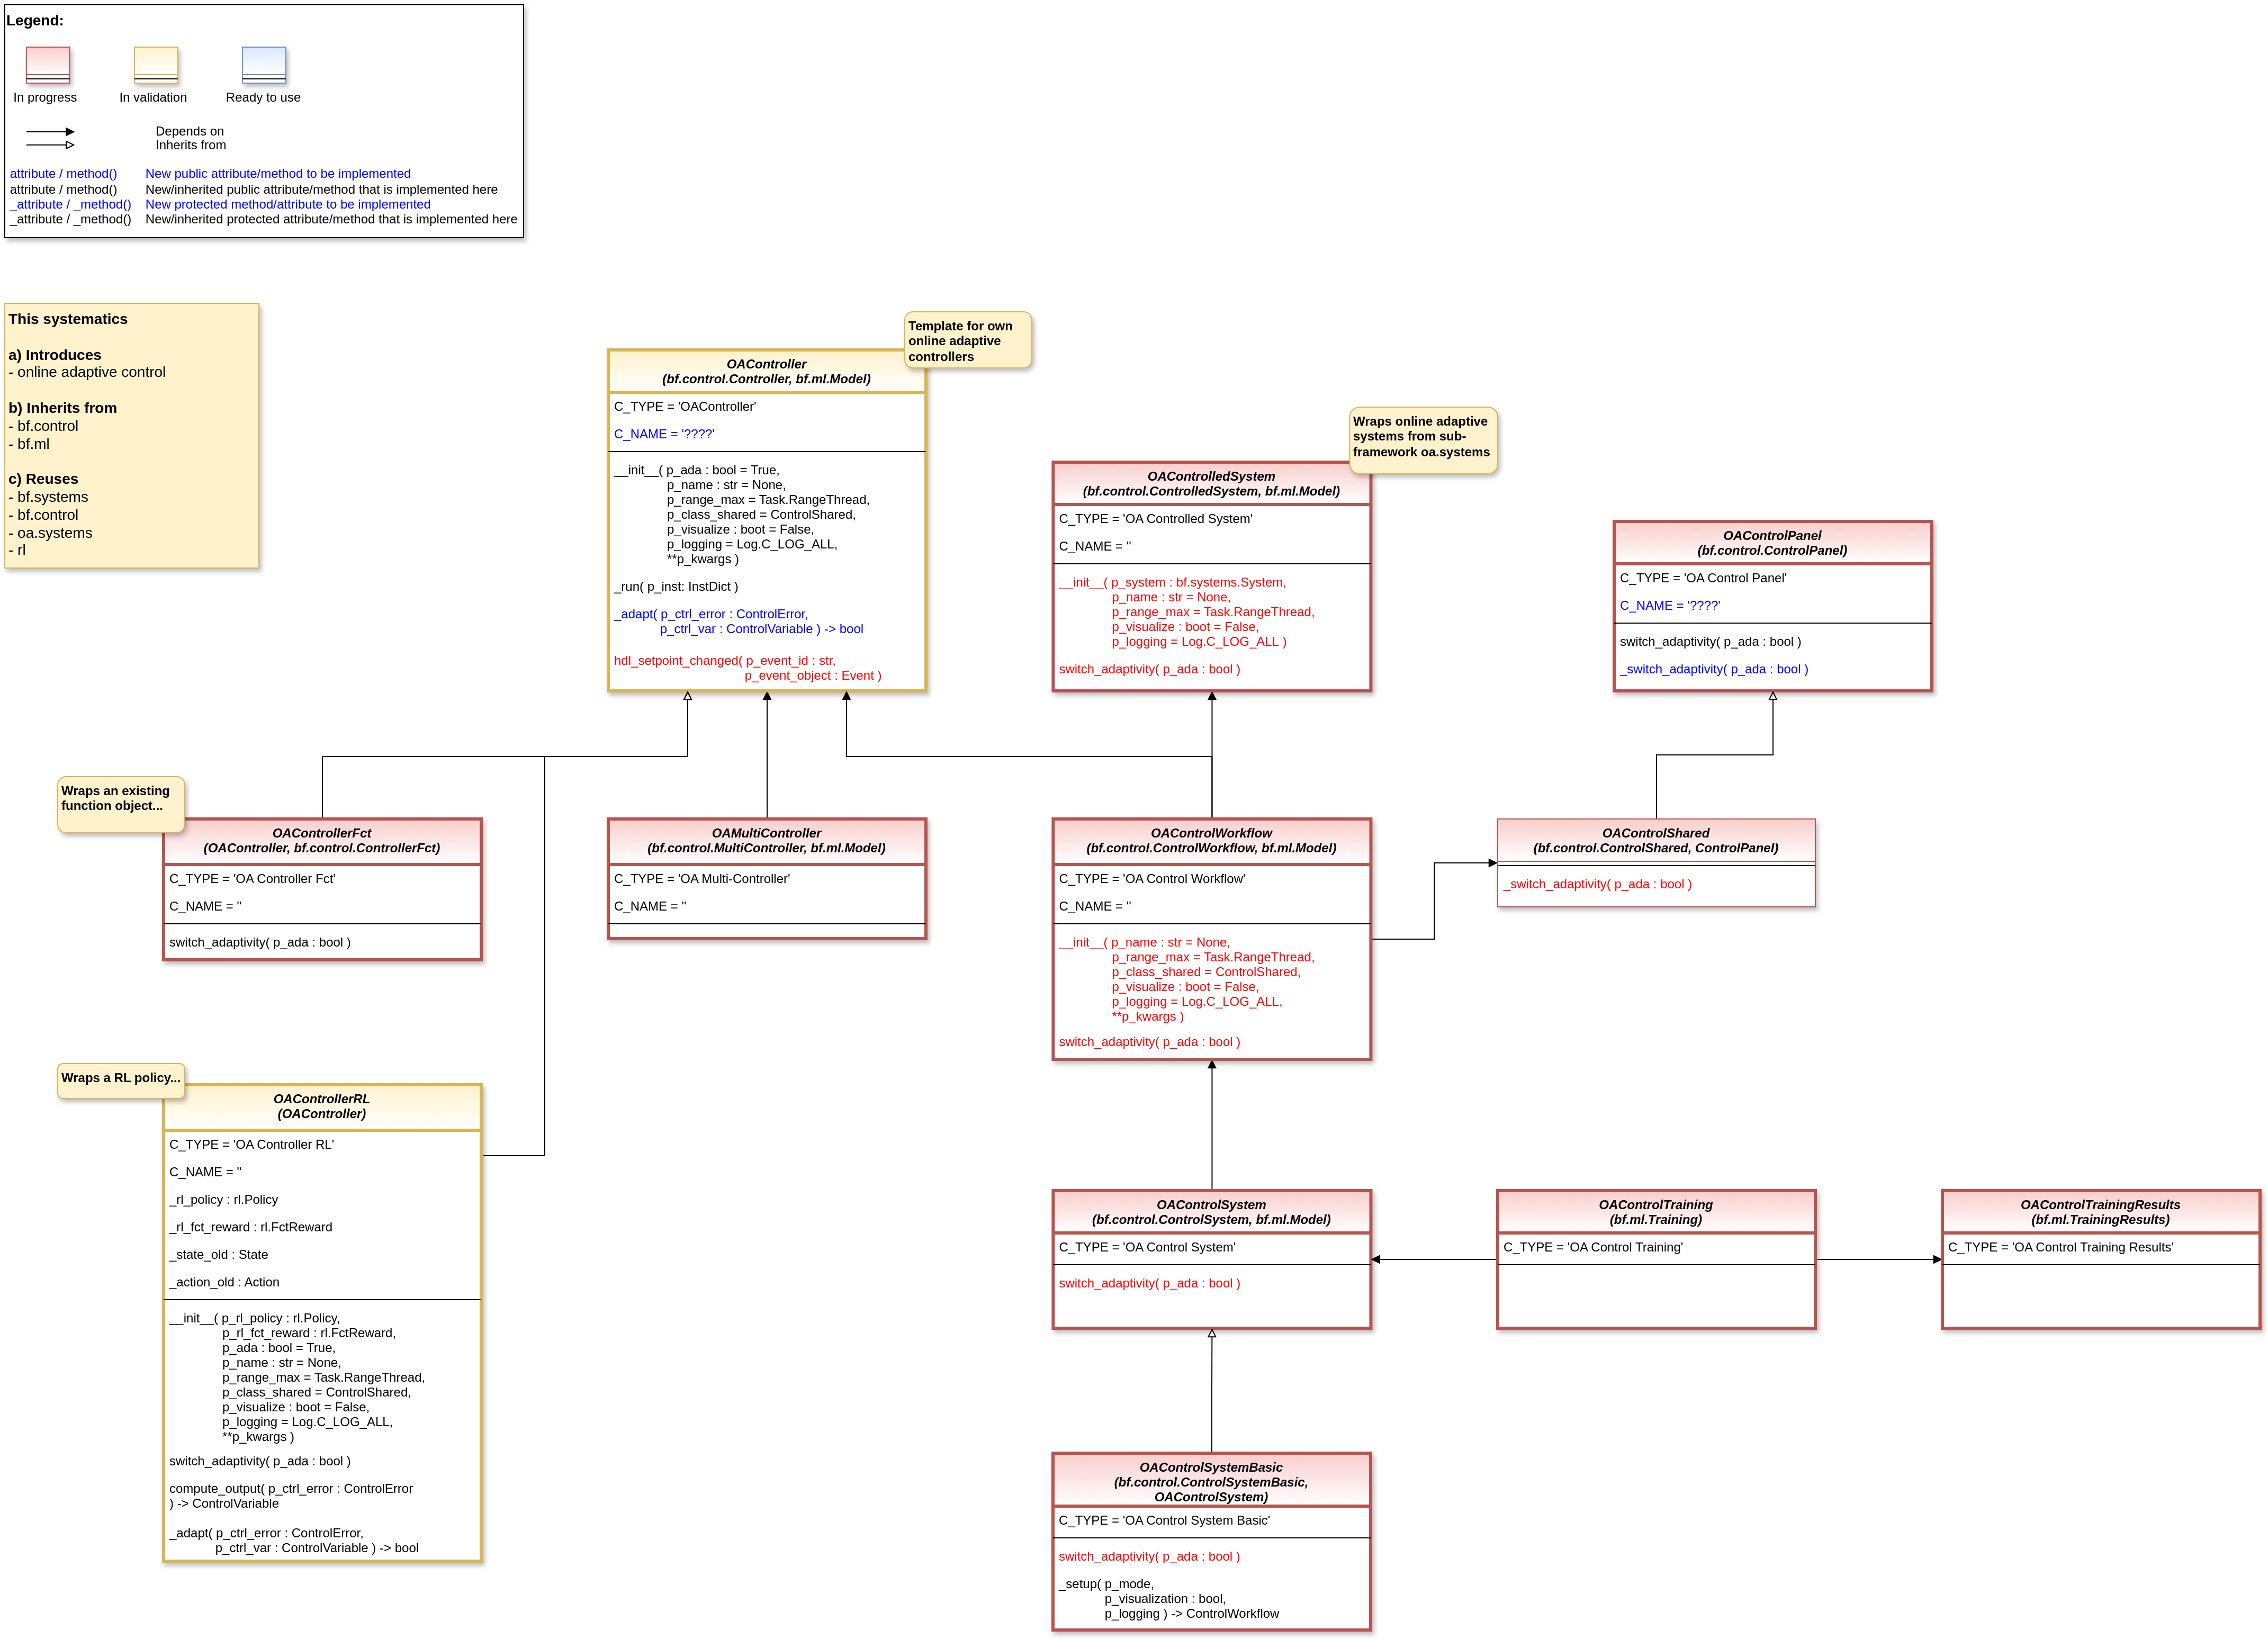 Legend:
In progress
In validation
Ready to use
Depends on
Inherits from
attribute / method() New public attribute/method to be implemented
attribute / method() New/inherited public attribute/method that is implemented here
_attribute / _method() New protected method/attribute to be implemented
_attribute / _method() New/inherited protected attribute/method that is implemented here
This systematics
a) Introduces
- online adaptive control
b) Inherits from
- bf.control
- bf.ml
c) Reuses
- bf.systems
- bf.control
- oa.systems
- rl
Template for own
online adaptive
controllers
OAController
(bf.control.Controller, bf.ml.Model)
C_TYPE = 'OAController'
C_NAME = '????'
__init__( p_ada : bool = True,
p_name : str = None,
p_range_max = Task.RangeThread,
p_class_shared = ControlShared,
p_visualize : boot = False,
p_logging = Log.C_LOG_ALL,
**p_kwargs )
_run( p_inst: InstDict )
_adapt( p_ctrl_error : ControlError,
p_ctrl_var : ControlVariable ) -> bool
hdl_setpoint_changed( p_event_id : str,
p_event_object : Event )
Wraps online adaptive
systems from sub-
framework oa.systems
OAControlledSystem
(bf.control.ControlledSystem, bf.ml.Model)
C_TYPE = 'OA Controlled System'
C_NAME = ''
__init__( p_system : bf.systems.System,
p_name : str = None,
p_range_max = Task.RangeThread,
p_visualize : boot = False,
p_logging = Log.C_LOG_ALL )
switch_adaptivity( p_ada : bool )
OAControlPanel
(bf.control.ControlPanel)
C_TYPE = 'OA Control Panel'
C_NAME = '????'
switch_adaptivity( p_ada : bool )
_switch_adaptivity( p_ada : bool )
Wraps an existing
function object...
OAControllerFct
(OAController, bf.control.ControllerFct)
C_TYPE = 'OA Controller Fct'
C_NAME = ''
switch_adaptivity( p_ada : bool )
OAMultiController
(bf.control.MultiController, bf.ml.Model)
C_TYPE = 'OA Multi-Controller'
C_NAME = ''
OAControlWorkflow
(bf.control.ControlWorkflow, bf.ml.Model)
C_TYPE = 'OA Control Workflow'
C_NAME = ''
__init__( p_name : str = None,
p_range_max = Task.RangeThread,
p_class_shared = ControlShared,
p_visualize : boot = False,
p_logging = Log.C_LOG_ALL,
**p_kwargs )
switch_adaptivity( p_ada : bool )
OAControlShared
(bf.control.ControlShared, ControlPanel)
_switch_adaptivity( p_ada : bool )
Wraps a RL policy...
OAControllerRL
(OAController)
C_TYPE = 'OA Controller RL'
C_NAME = ''
_rl_policy : rl.Policy
_rl_fct_reward : rl.FctReward
_state_old : State
_action_old : Action
__init__( p_rl_policy : rl.Policy,
p_rl_fct_reward : rl.FctReward,
p_ada : bool = True,
p_name : str = None,
p_range_max = Task.RangeThread,
p_class_shared = ControlShared,
p_visualize : boot = False,
p_logging = Log.C_LOG_ALL,
**p_kwargs )
switch_adaptivity( p_ada : bool )
compute_output( p_ctrl_error : ControlError
) -> ControlVariable
_adapt( p_ctrl_error : ControlError,
p_ctrl_var : ControlVariable ) -> bool
OAControlSystem
(bf.control.ControlSystem, bf.ml.Model)
C_TYPE = 'OA Control System'
switch_adaptivity( p_ada : bool )
OAControlTraining
(bf.ml.Training)
C_TYPE = 'OA Control Training'
OAControlTrainingResults
(bf.ml.TrainingResults)
C_TYPE = 'OA Control Training Results'
OAControlSystemBasic
(bf.control.ControlSystemBasic,
OAControlSystem)
C_TYPE = 'OA Control System Basic'
switch_adaptivity( p_ada : bool )
_setup( p_mode,
p_visualization : bool,
p_logging ) -> ControlWorkflow